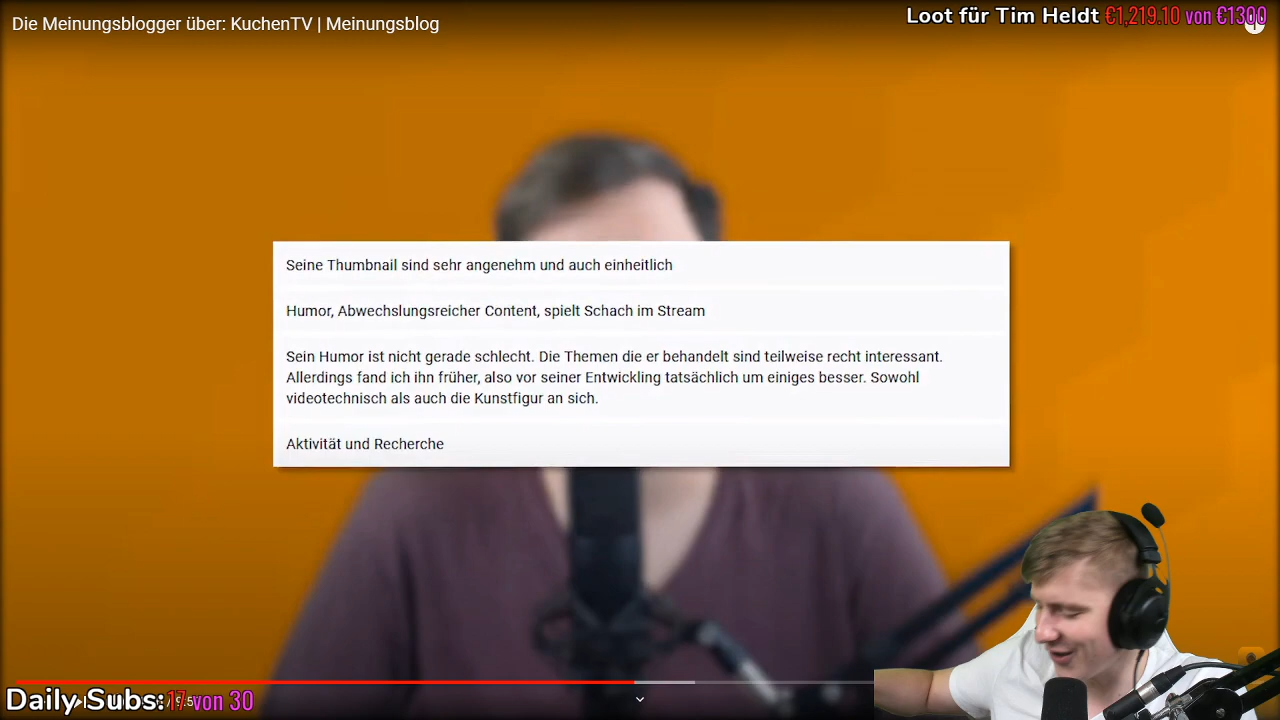 Die Meinungsblogger über: KuchenTV | Meinungsblog
Loot für Tim Heldt €1,219.10 von €1300
Seine Thumbnail sind sehr angenehm und auch einheitlich
Humor, Abwechslungsreicher Content, spielt Schach im Stream
Sein Humor ist nicht gerade schlecht. Die Themen die er behandelt sind teilweise recht interessant.
Allerdings fand ich ihn früher, also vor seiner Entwickling tatsächlich um einiges besser. Sowohl
videotechnisch als auch die Kunstfigur an sich.
Aktivität und Recherche
Daily Subs: 17 von 30